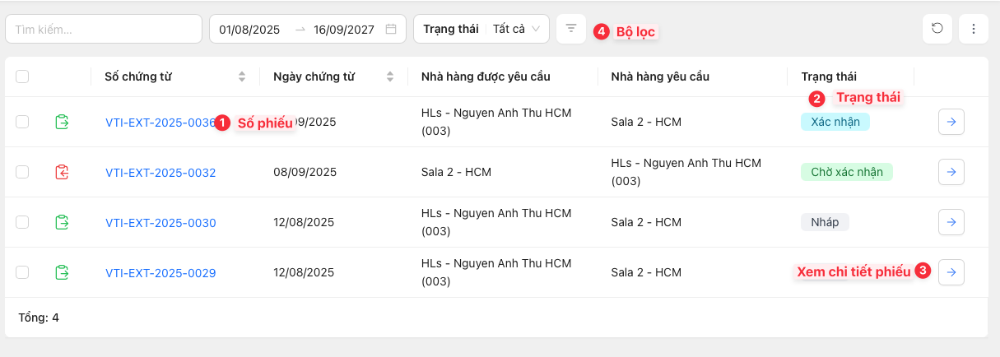 Tìm kiếm...
01/08/2025 → 16/09/2027
Trạng thái Tất cả
4 Bộ lọc
Số chứng từ Ngày chứng từ Nhà hàng được yêu cầu Nhà hàng yêu cầu Trạng thái
2 Trạng thái
VTI-EXT-2025-0036 1 Số phiếu 09/2025 HLs - Nguyen Anh Thu HCM
(003) Sala 2 - HCM Xác nhận
VTI-EXT-2025-0032 08/09/2025 Sala 2 - HCM HLs - Nguyen Anh Thu HCM
(003) Chờ xác nhận
VTI-EXT-2025-0030 12/08/2025 HLs - Nguyen Anh Thu HCM
(003) Sala 2 - HCM Nháp
VTI-EXT-2025-0029 12/08/2025 HLs - Nguyen Anh Thu HCM
(003) Sala 2 - HCM Xem chi tiết phiếu 3
Tổng: 4